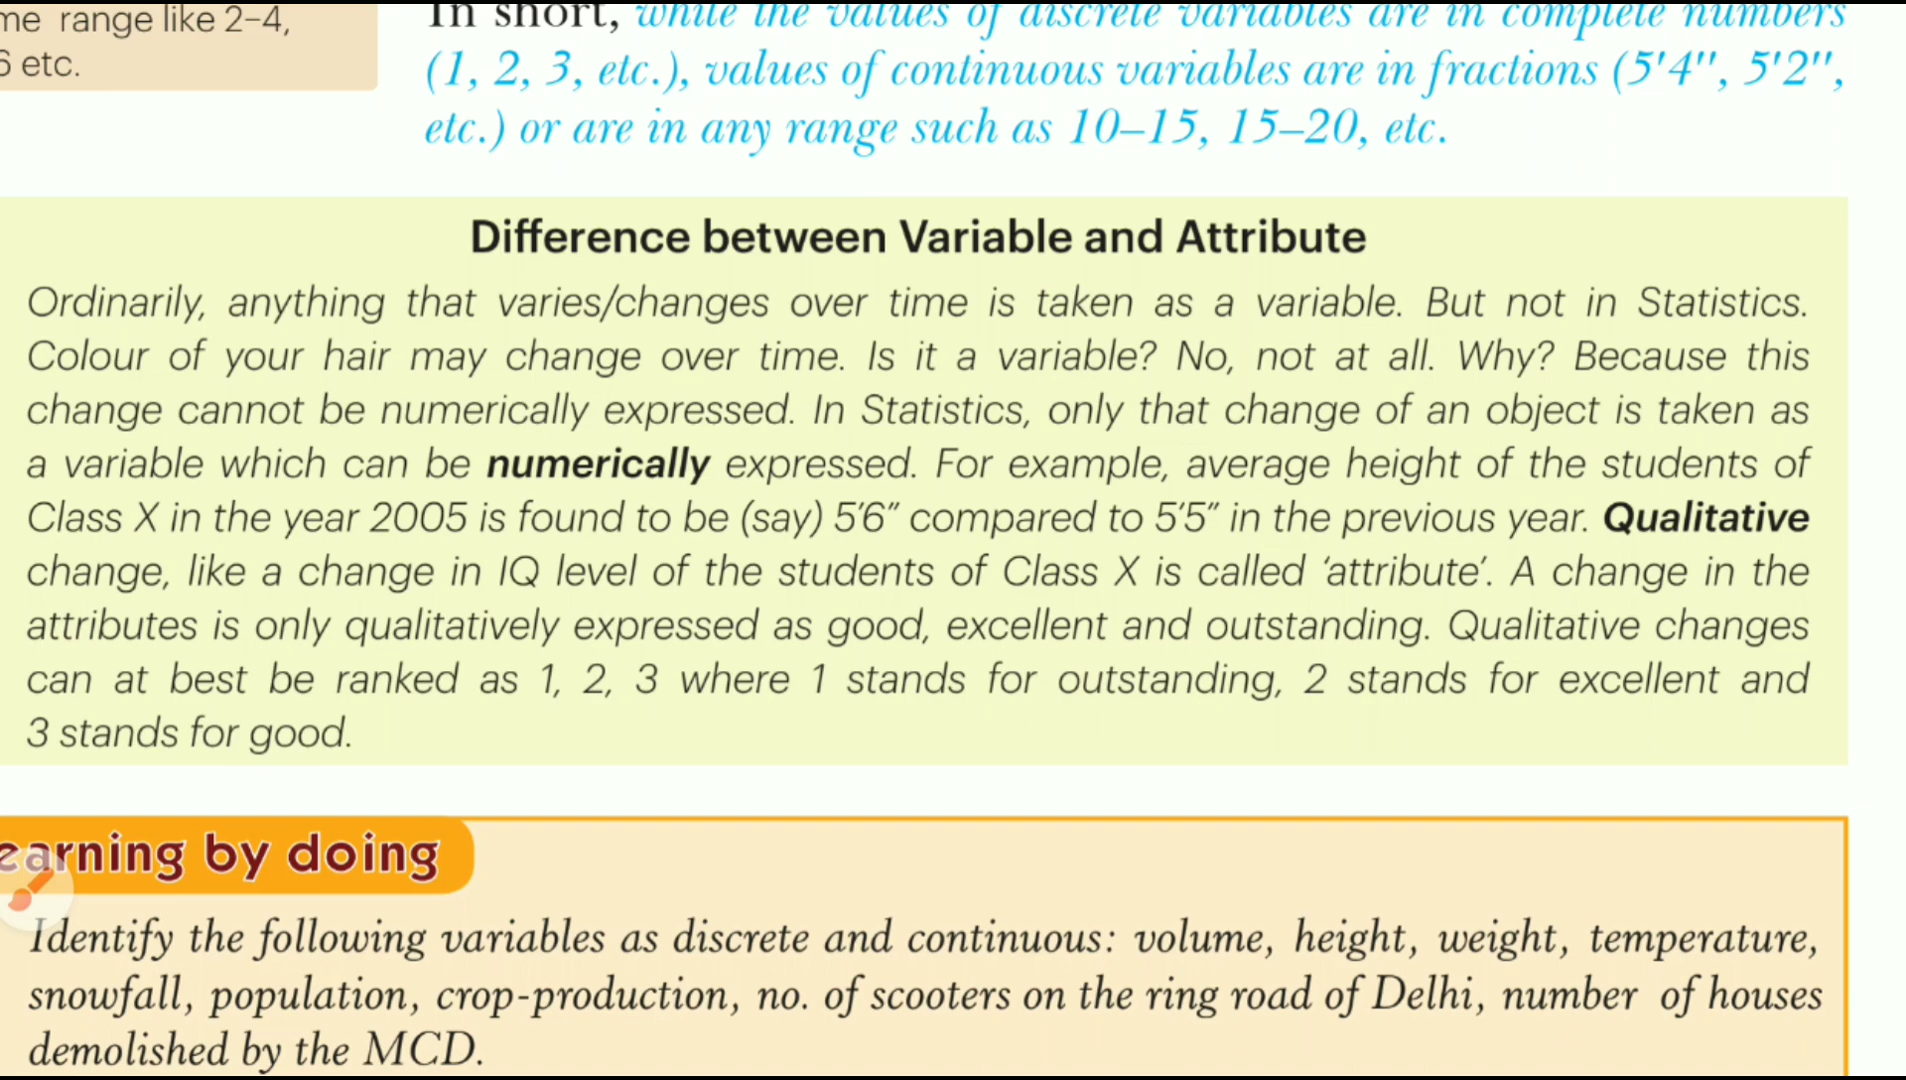 me range like 2–4,
6 etc.
In short, while the values of discrete variables are in complete numbers
(1, 2, 3, etc.), values of continuous variables are in fractions (5'4'', 5'2'',
etc.) or are in any range such as 10–15, 15–20, etc.
Difference between Variable and Attribute
Ordinarily, anything that varies/changes over time is taken as a variable. But not in Statistics.
Colour of your hair may change over time. Is it a variable? No, not at all. Why? Because this
change cannot be numerically expressed. In Statistics, only that change of an object is taken as
a variable which can be numerically expressed. For example, average height of the students of
Class X in the year 2005 is found to be (say) 5′6″ compared to 5′5″ in the previous year. Qualitative
change, like a change in IQ level of the students of Class X is called ‘attribute’. A change in the
attributes is only qualitatively expressed as good, excellent and outstanding. Qualitative changes
can at best be ranked as 1, 2, 3 where 1 stands for outstanding, 2 stands for excellent and
3 stands for good.
earning by doing
Identify the following variables as discrete and continuous: volume, height, weight, temperature,
snowfall, population, crop-production, no. of scooters on the ring road of Delhi, number of houses
demolished by the MCD.